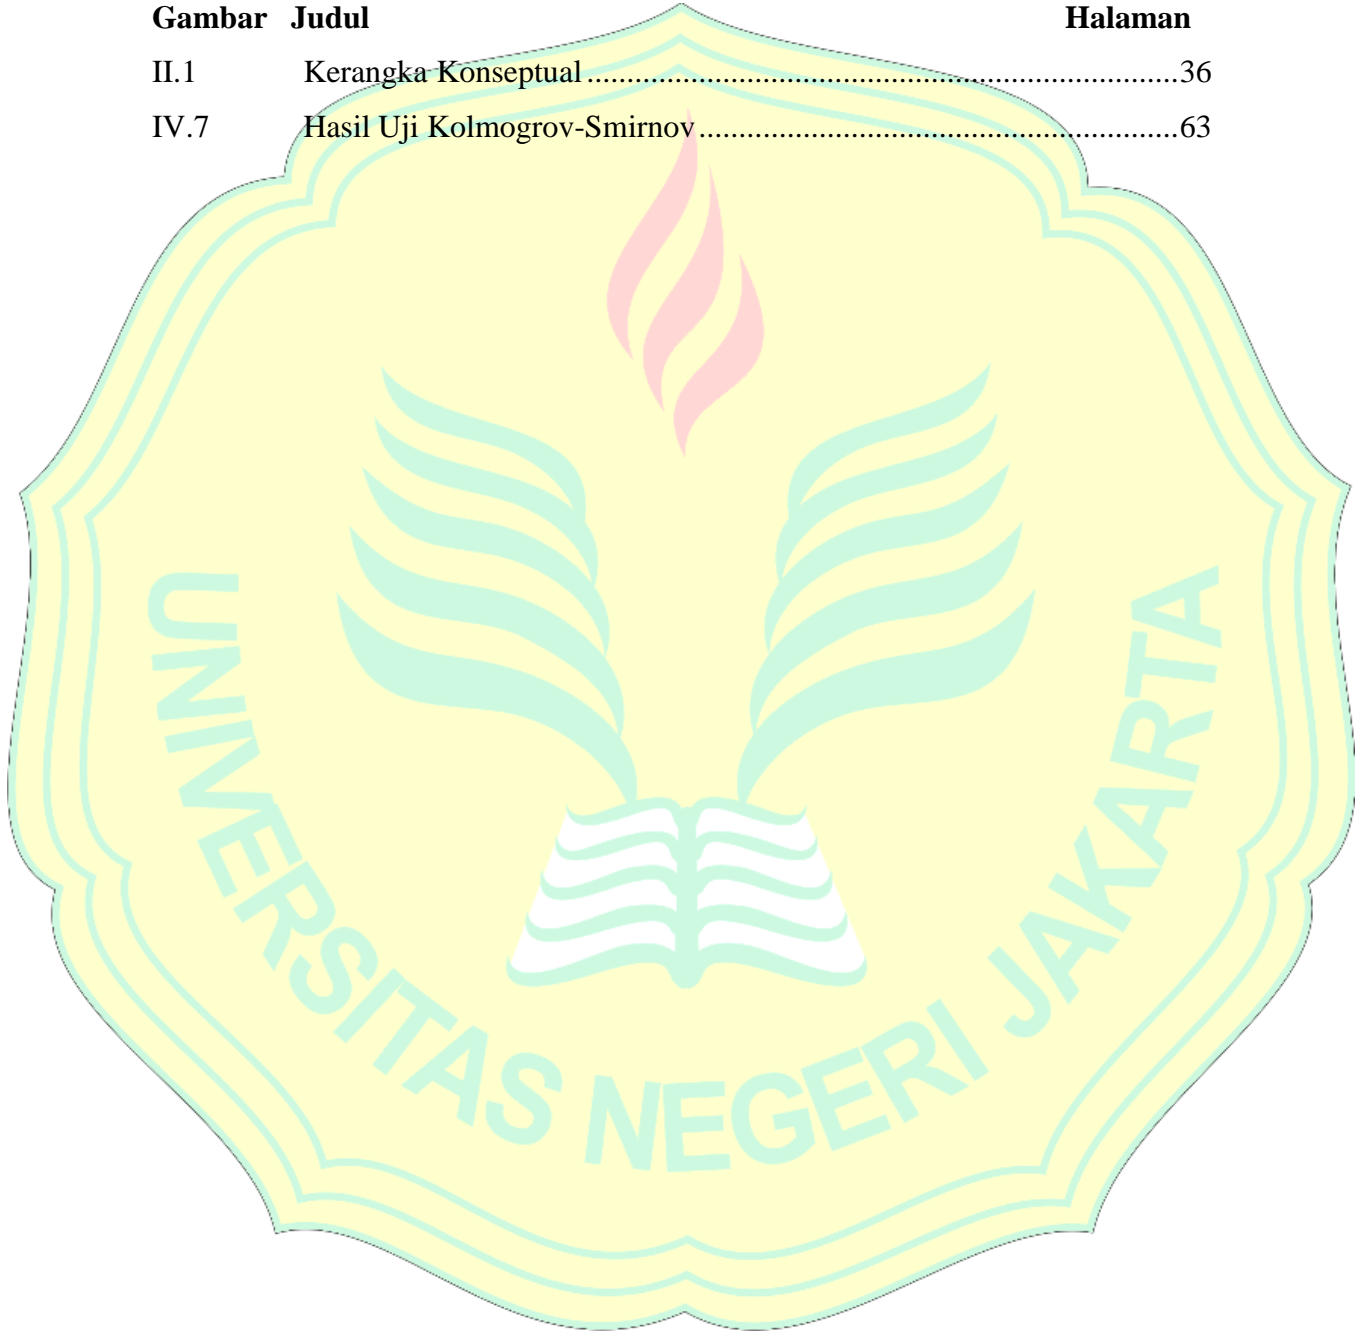 Gambar Judul Halaman
II.1 Kerangka Konseptual..........................................................................36
IV.7 Hasil Uji Kolmogrov-Smirnov............................................................63
UNIVERSITAS NEGERI JAKARTA